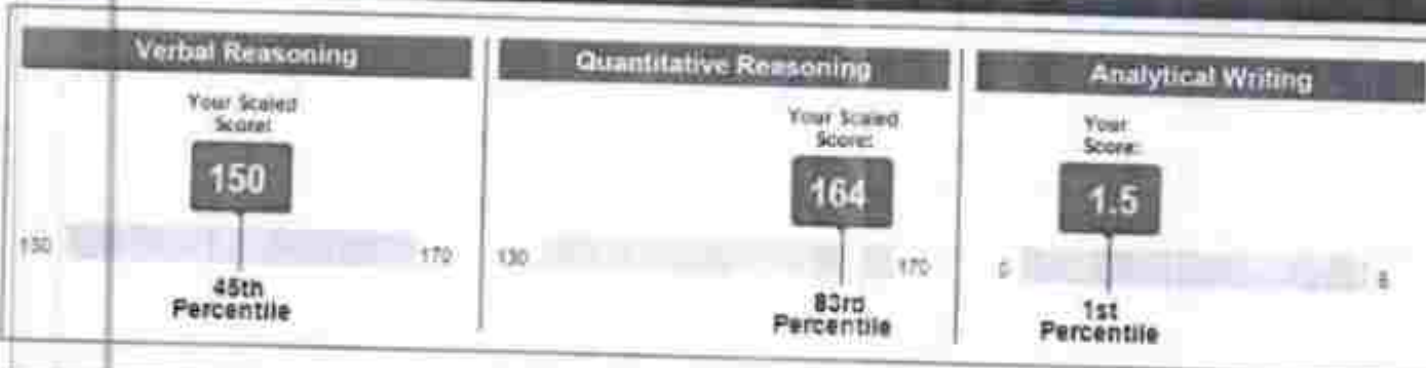 Verbal Reasoning
Your Scaled
Score:
150
130
170
45th
Percentile
Quantitative Reasoning
Your Scaled
Score:
164
130
170
83rd
Percentile
Analytical Writing
Your
Score:
1.5
0
6
1st
Percentile